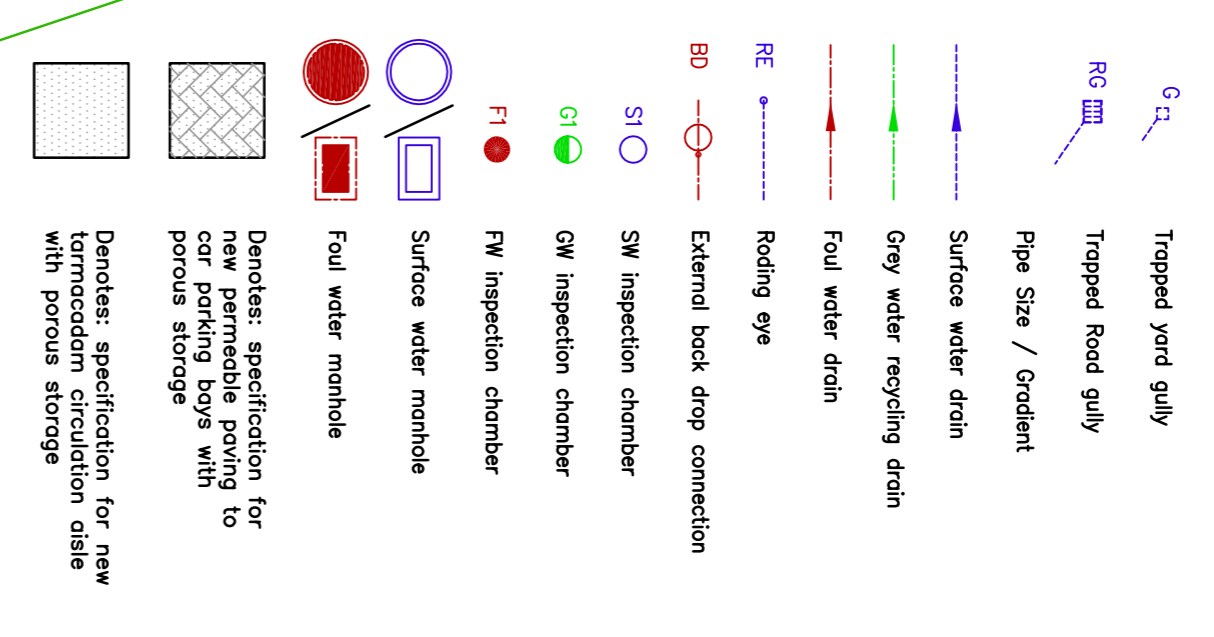 G
Trapped yard gully
RG
Trapped Road gully
Pipe Size / Gradient
Surface water drain
Grey water recycling drain
Foul water drain
RE
Roding eye
BD
External back drop connection
S1
SW inspection chamber
G1
GW inspection chamber
F1
FW inspection chamber
Surface water manhole
Foul water manhole
Denotes: specification for
new permeable paving to
car parking bays with
porous storage
Denotes: specification for new
tarmacadam circulation aisle
with porous storage